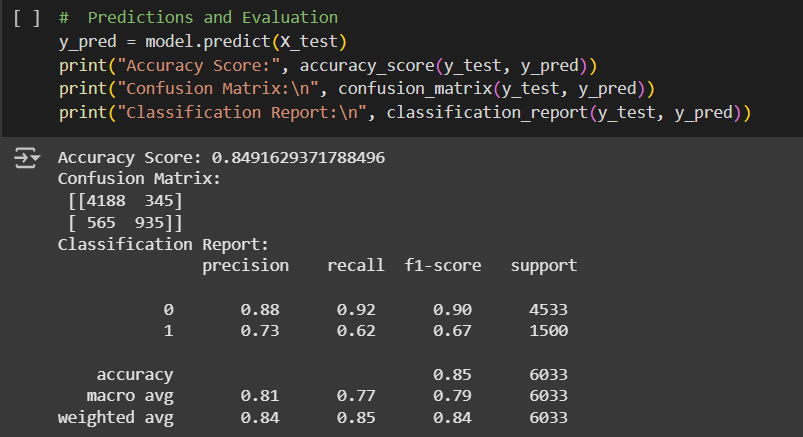 [ ] #  Predictions and Evaluation
y_pred = model.predict(X_test)
print("Accuracy Score:", accuracy_score(y_test, y_pred))
print("Confusion Matrix:\n", confusion_matrix(y_test, y_pred))
print("Classification Report:\n", classification_report(y_test, y_pred))
Accuracy Score: 0.8491629371788496
Confusion Matrix:
[[4188  345]
[ 565  935]]
Classification Report:
precision    recall  f1-score   support
0       0.88      0.92      0.90      4533
1       0.73      0.62      0.67      1500
accuracy                           0.85      6033
macro avg       0.81      0.77      0.79      6033
weighted avg       0.84      0.85      0.84      6033